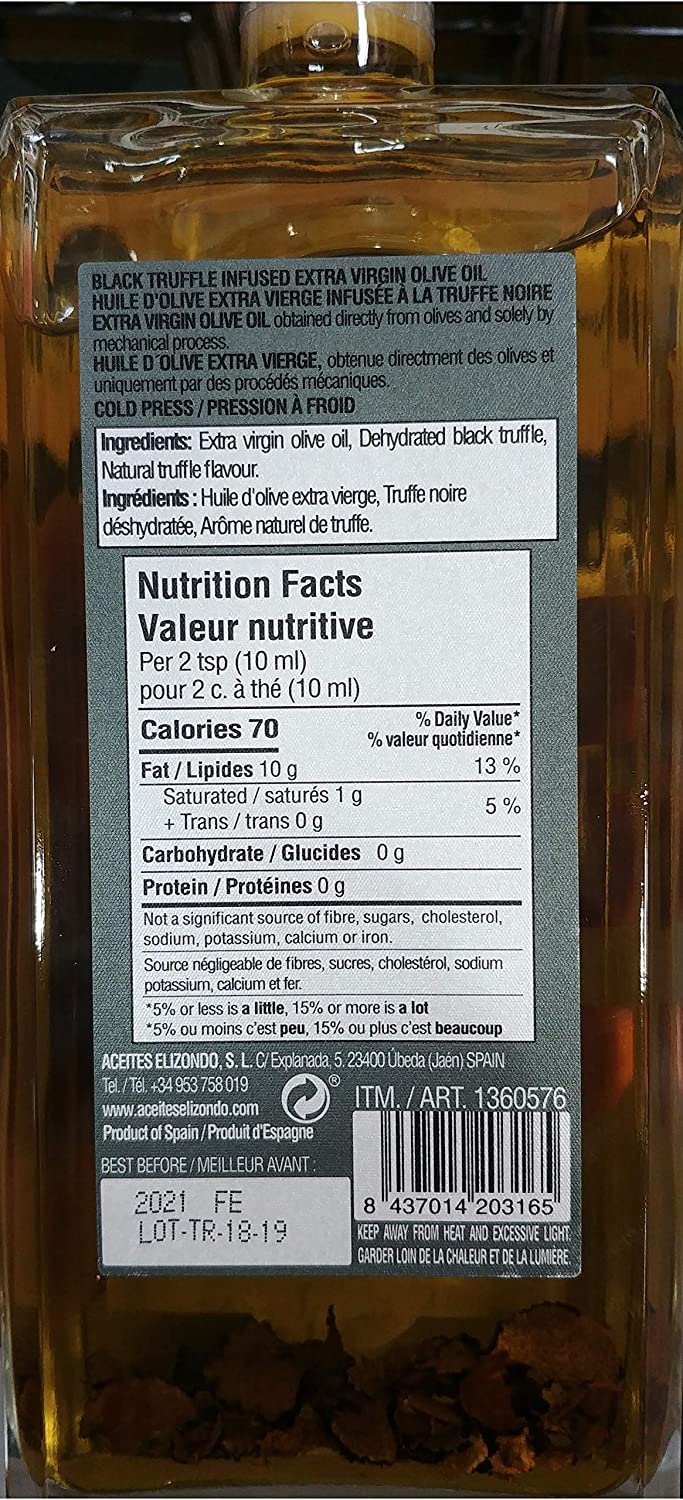 BLACK TRUFFLE INFUSED EXTRA VIRGIN OLIVE OIL
HUILE D'OLIVE EXTRA VIERGE INFUSÉE À LA TRUFFE NOIRE
EXTRA VIRGIN OLIVE OIL obtained directly from olives and solely by
mechanical process.
HUILE D´OLIVE EXTRA VIERGE, obtenue directment des olives et
uniquement par des procédés mécaniques.
COLD PRESS / PRESSION À FROID
Ingredients: Extra virgin olive oil, Dehydrated black truffle,
Natural truffle flavour.
Ingrédients : Huile d'olive extra vierge, Truffe noire
déshydratée, Arôme naturel de truffe.
Nutrition Facts
Valeur nutritive
Per 2 tsp (10 ml)
pour 2 c. à thé (10 ml)
Calories 70
% Daily Value*
% valeur quotidienne*
Fat / Lipides 10 g 13 %
Saturated / saturés 1 g
+ Trans / trans 0 g
5 %
Carbohydrate / Glucides 0 g
Protein / Protéines 0 g
Not a significant source of fibre, sugars, cholesterol,
sodium, potassium, calcium or iron.
Source négligeable de fibres, sucres, cholestérol, sodium
potassium, calcium et fer.
*5% or less is a little, 15% or more is a lot
*5% ou moins c'est peu, 15% ou plus c'est beaucoup
ACEITES ELIZONDO, S. L. C/ Explanada, 5. 23400 Úbeda (Jaén) SPAIN
Tel. / Tél. +34 953 758 019
www.aceiteselizondo.com
Product of Spain / Produit d'Espagne
®
ITM. / ART. 1360576
BEST BEFORE / MEILLEUR AVANT :
2021 FE
LOT-TR-18-19
8 437014 203165
KEEP AWAY FROM HEAT AND EXCESSIVE LIGHT.
GARDER LOIN DE LA CHALEUR ET DE LA LUMIÈRE.